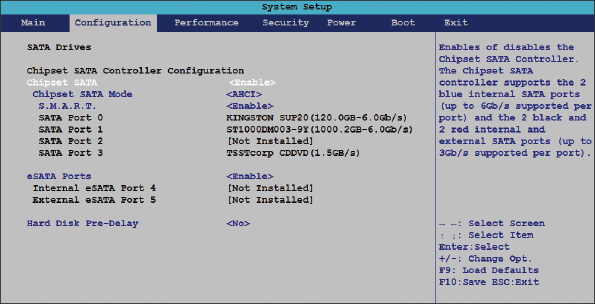 System Setup
Main Configuration Performance Security Power Boot Exit
SATA Drives
Chipset SATA Controller Configuration
Chipset SATA <Enable>
Chipset SATA Mode <AHCI>
S.M.A.R.T. <Enable>
SATA Port 0 KINGSTON SUP20(120.0GB-6.0Gb/s)
SATA Port 1 ST1000DM003-9Y(1000.2GB-6.0Gb/s)
SATA Port 2 [Not Installed]
SATA Port 3 TSSTcorp CDDVD(1.5GB/s)
eSATA Ports <Enable>
Internal eSATA Port 4 [Not Installed]
External eSATA Port 5 [Not Installed]
Hard Disk Pre-Delay <No>
Enables of disables the
Chipset SATA Controller.
The Chipset SATA
controller supports the 2
blue internal SATA ports
(up to 6Gb/s supported per
port) and the 2 black and
2 red internal and
external SATA ports (up to
3Gb/s supported per port).
→ ←: Select Screen
↑ ↓: Select Item
Enter:Select
+/-: Change Opt.
F9: Load Defaults
F10:Save ESC:Exit